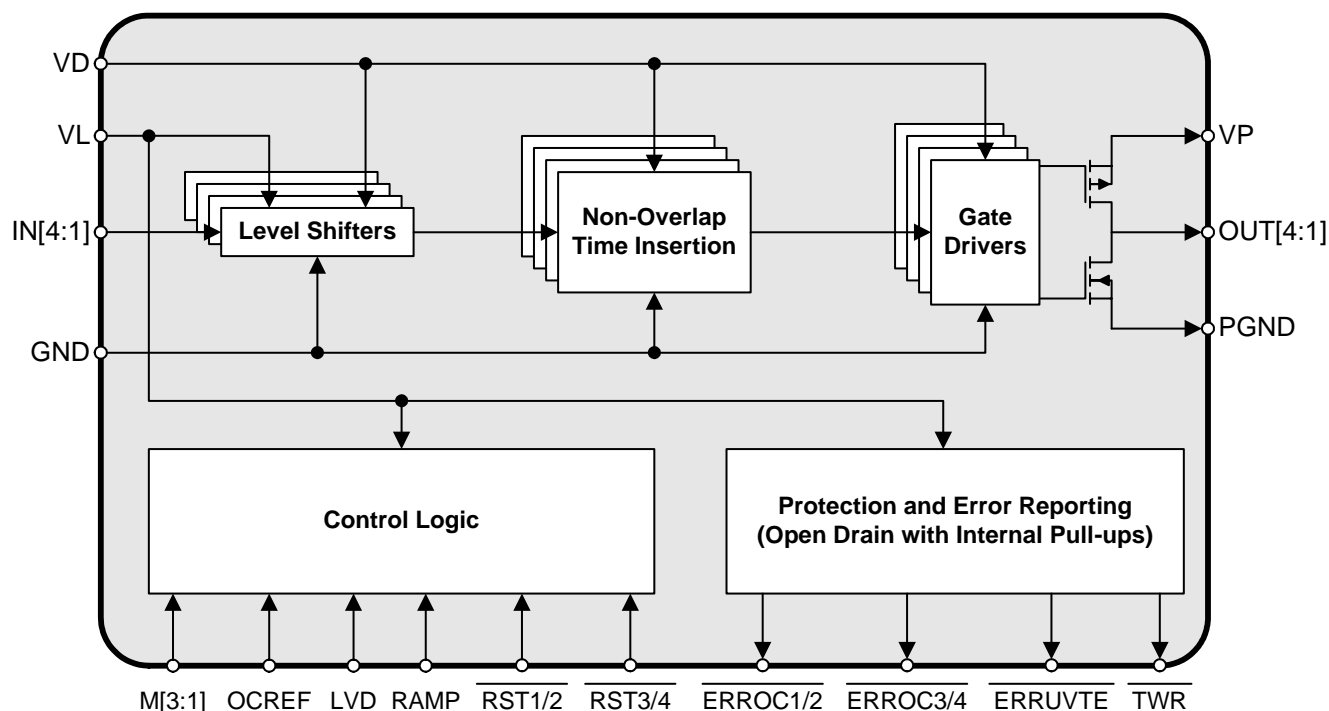 VD
VL
VP
Level Shifters
Non-Overlap
Time Insertion
Gate
Drivers
IN[4:1]
OUT[4:1]
GND
PGND
Control Logic
Protection and Error Reporting
(Open Drain with Internal Pull-ups)
M[3:1] OCREF LVD RAMP RST1/2 RST3/4 ERROC1/2 ERROC3/4 ERRUVTE TWR